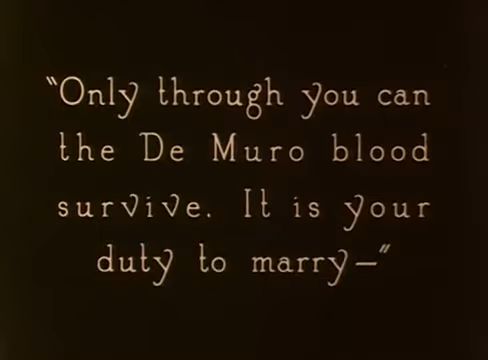 “Only through you can
the De Muro blood
survive. It is your
duty to marry—”